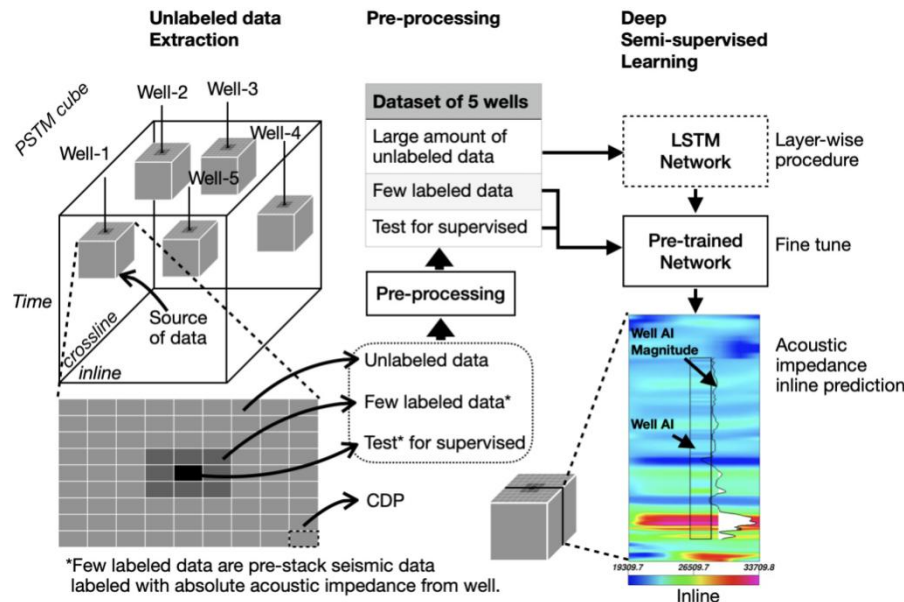 Unlabeled data
Extraction
Pre-processing
Deep
Semi-supervised
Learning
PSTM cube
Well-1
Well-2
Well-3
Well-4
Well-5
Time
crossline
inline
Source
of data
Dataset of 5 wells
Large amount of
unlabeled data
Few labeled data
Test for supervised
Pre-processing
Unlabeled data
Few labeled data*
Test* for supervised
CDP
LSTM
Network
Layer-wise
procedure
Pre-trained
Network
Fine tune
Well AI
Magnitude
Well AI
Acoustic
impedance
inline prediction
19309.7 26509.7 33709.8
Inline
*Few labeled data are pre-stack seismic data
labeled with absolute acoustic impedance from well.